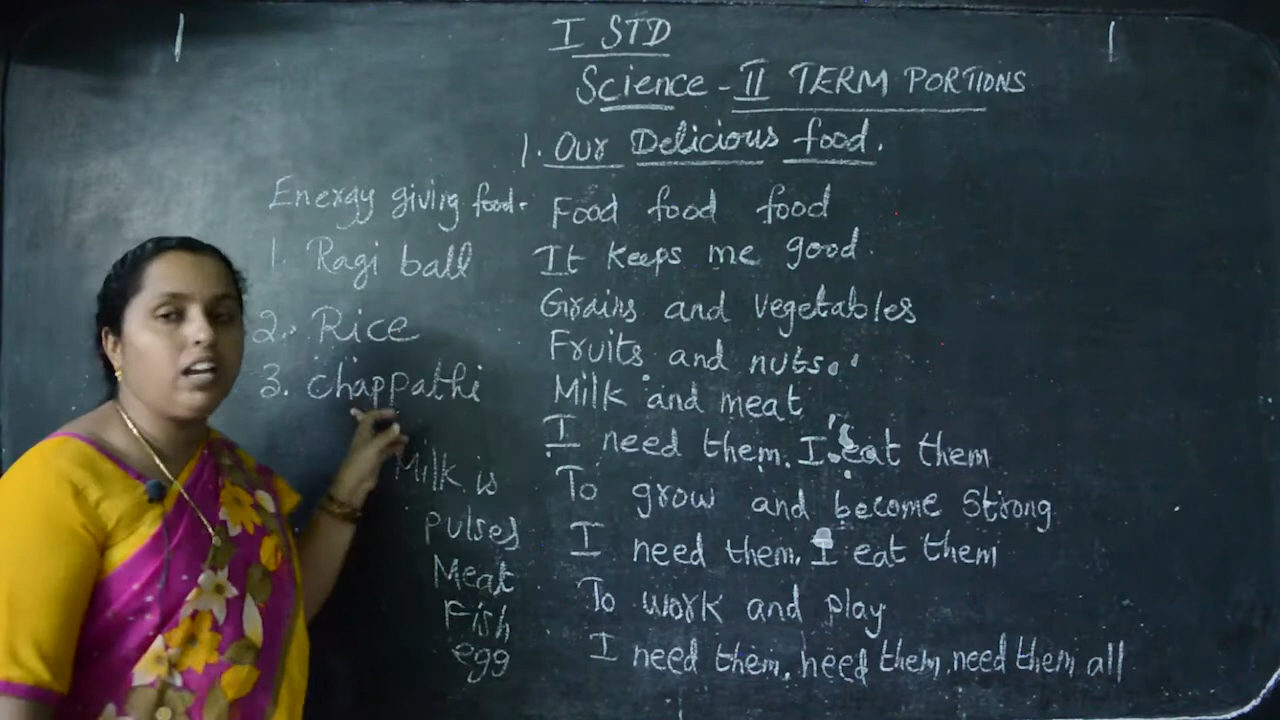 I STD
Science - II TERM PORTIONS
1. Our Delicious food.
Energy giving food.
1. Ragi ball
2. Rice
3. chappathi
Milk is
pulses
Meat
Fish
egg
Food food food
It keeps me good.
Grains and vegetables
Fruits and nuts.
Milk and meat
I need them. I eat them
To grow and become strong
I need them. I eat them
To work and play
I need them, need them, need them all